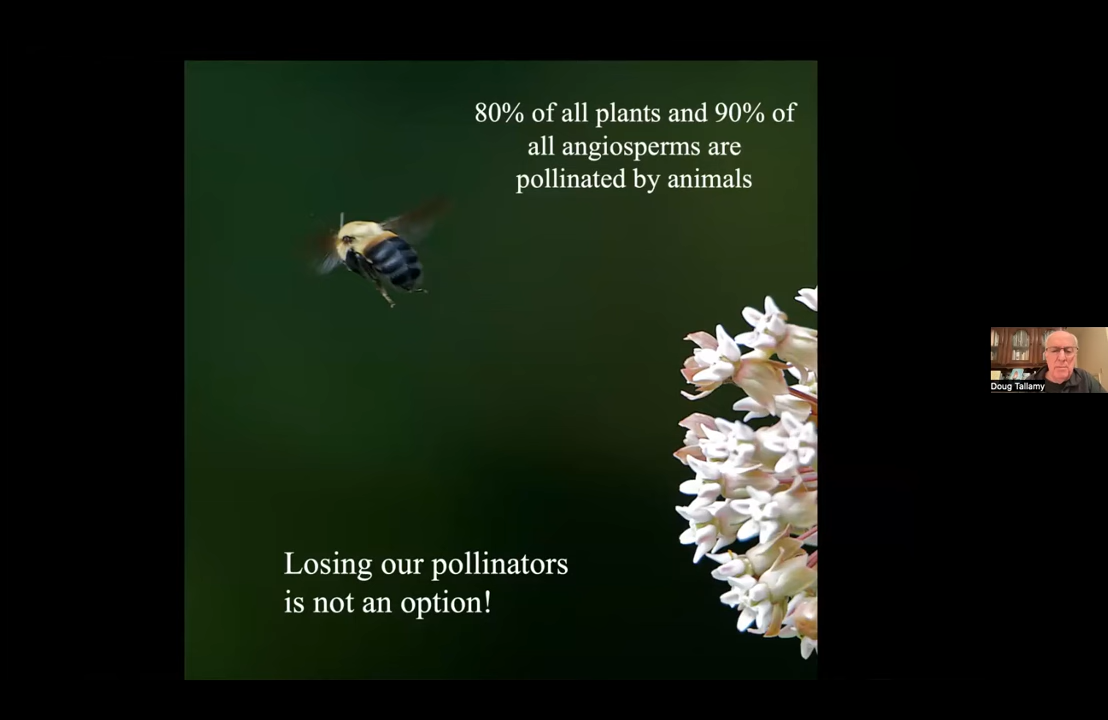 80% of all plants and 90% of
all angiosperms are
pollinated by animals
Losing our pollinators
is not an option!
Doug Tallamy